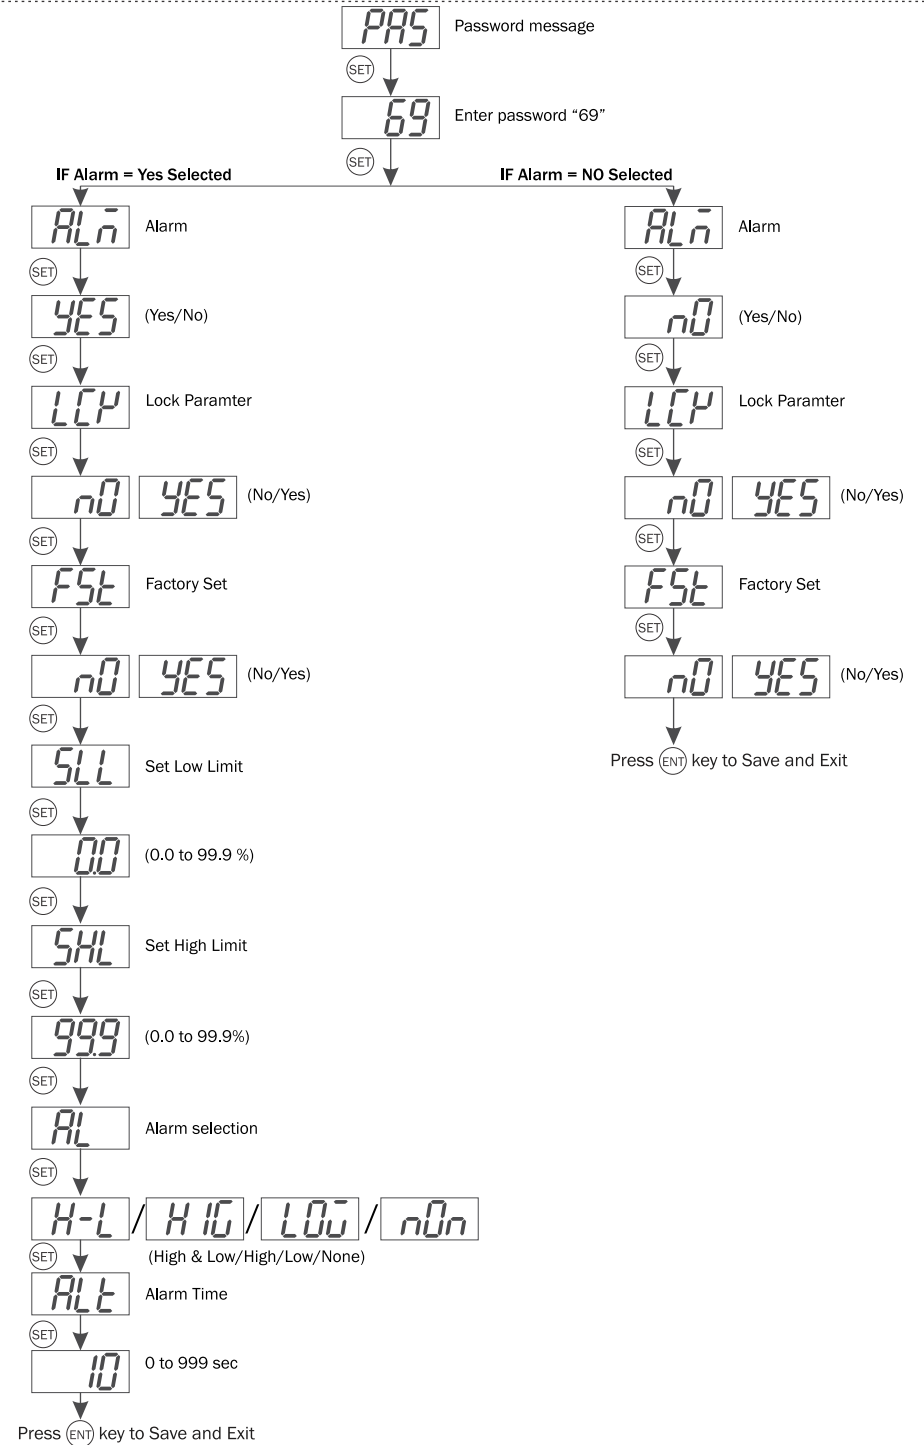 PAS Password message
SET
69 Enter password “69”
SET
IF Alarm = Yes Selected
ALñ Alarm
SET
YES (Yes/No)
SET
LCK Lock Paramter
SET
nO YES (No/Yes)
SET
FSt Factory Set
SET
nO YES (No/Yes)
SET
SLL Set Low Limit
SET
0.0 (0.0 to 99.9 %)
SET
SHL Set High Limit
SET
99.9 (0.0 to 99.9%)
SET
AL Alarm selection
SET
H-L / HIG / LOW / nOn
SET (High & Low/High/Low/None)
ALt Alarm Time
SET
10 0 to 999 sec
Press ENT key to Save and Exit
IF Alarm = NO Selected
ALñ Alarm
SET
nO (Yes/No)
SET
LCK Lock Paramter
SET
nO YES (No/Yes)
SET
FSt Factory Set
SET
nO YES (No/Yes)
Press ENT key to Save and Exit